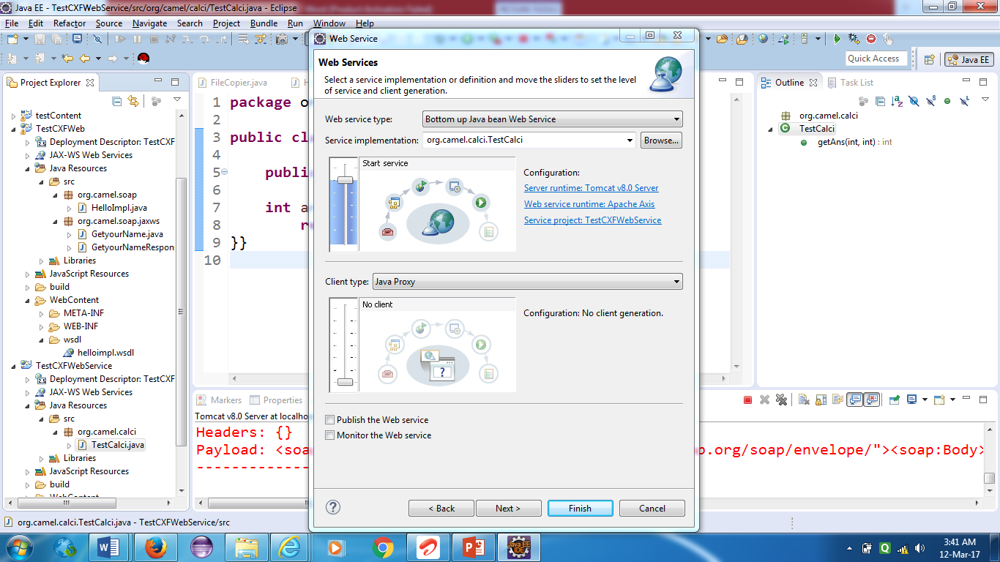 Java EE - TestCXFWebService/src/org/camel/calci/TestCalci.java - Eclipse
File Edit Refactor Source Navigate Search Project Bundle Run Window
Quick Access
Java EE
Project Explorer
testContent
TestCXFWeb
Deployment Descriptor: TestCXF
JAX-WS Web Services
Java Resources
src
org.camel.soap
HelloImpl.java
org.camel.soap.jaxws
GetyourName.java
GetyourNameRespon
Libraries
JavaScript Resources
build
WebContent
META-INF
WEB-INF
wsdl
helloimpl.wsdl
TestCXFWebService
Deployment Descriptor: TestCXF
JAX-WS Web Services
Java Resources
src
org.camel.calci
TestCalci.java
Libraries
JavaScript Resources
build
WebContent
FileCopier.java
1 package o
2
3 public cla
4
5 public
6
7 int a
8
9 }}
10
Web Service
Web Services
Select a service implementation or definition and move the sliders to set the level
of service and client generation.
Web service type: Bottom up Java bean Web Service
Service implementation: org.camel.calci.TestCalci Browse...
Start service
Configuration:
Server runtime: Tomcat v8.0 Server
Web service runtime: Apache Axis
Service project: TestCXFWebService
Client type: Java Proxy
No client
Configuration: No client generation.
Publish the Web service
Monitor the Web service
< Back Next > Finish Cancel
Outline Task List
org.camel.calci
TestCalci
getAns(int, int) : int
Markers Properties
Tomcat v8.0 Server at localho
Headers: {}
Payload: <soa
p.org/soap/envelope/"><soap:Body>
org.camel.calci.TestCalci.java - TestCXFWebService/src
3:41 AM
12-Mar-17